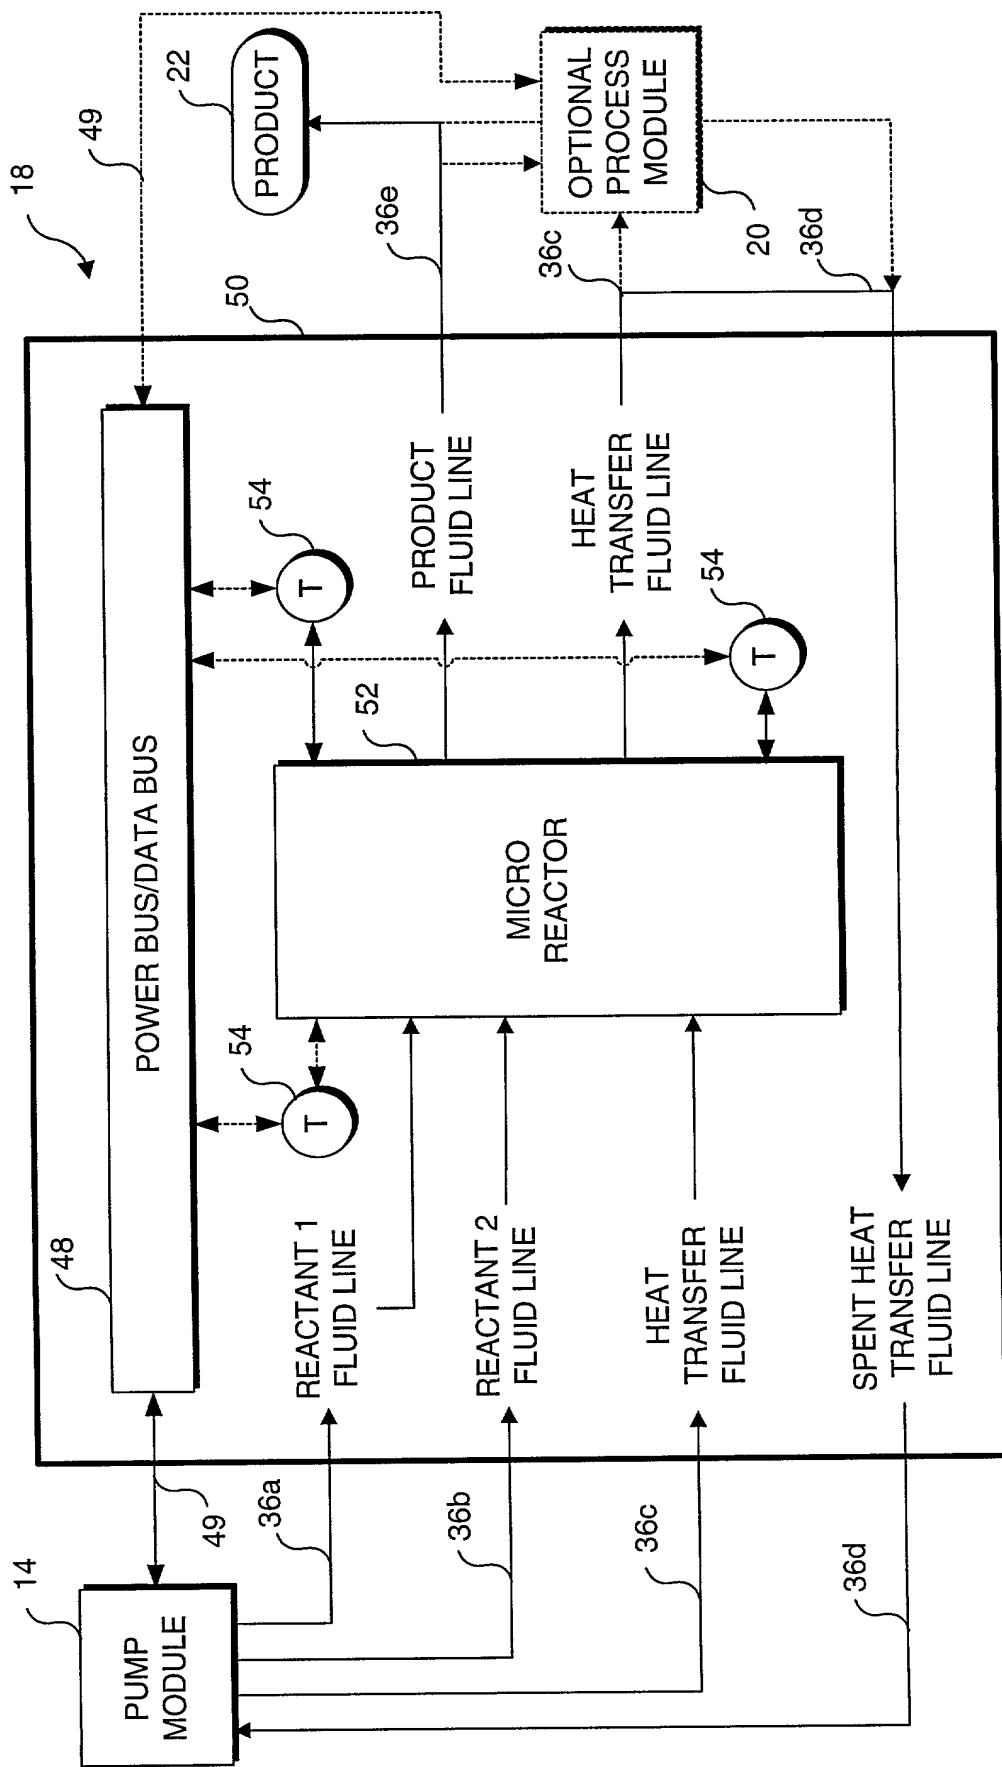 18
14
PUMP
MODULE
49
36a
36b
36c
36d
48
POWER BUS/DATA BUS
49
50
22
PRODUCT
54
T
54
T
REACTANT 1
FLUID LINE
REACTANT 2
FLUID LINE
HEAT
TRANSFER
FLUID LINE
SPENT HEAT
TRANSFER
FLUID LINE
MICRO
REACTOR
52
PRODUCT
FLUID LINE
HEAT
TRANSFER
FLUID LINE
54
T
36e
36c
OPTIONAL
PROCESS
MODULE
20
36d